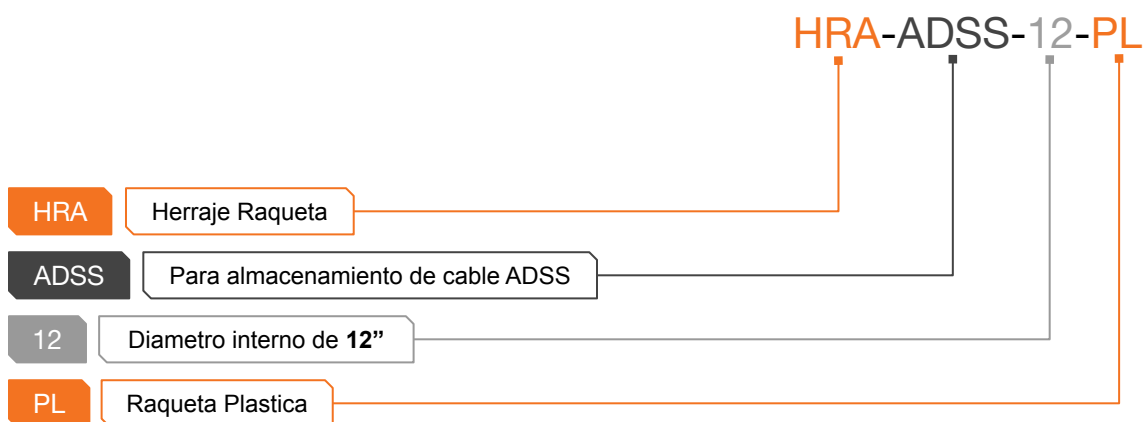 HRA-ADSS-12-PL
HRA Herraje Raqueta
ADSS Para almacenamiento de cable ADSS
12 Diametro interno de 12”
PL Raqueta Plastica